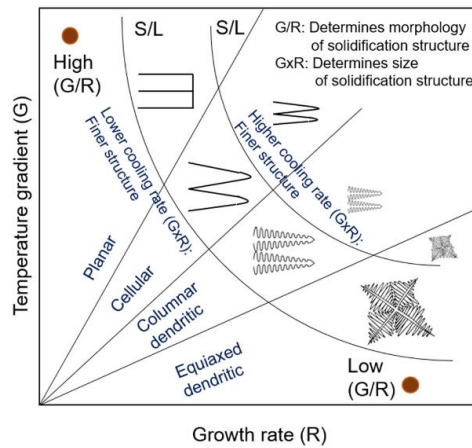 S/L
S/L
G/R: Determines morphology
of solidification structure
GxR: Determines size
of solidification structure
High
(G/R)
Lower cooling rate (GxR):
Finer structure
Higher cooling rate (GxR):
Finer structure
Planar
Cellular
Columnar
dendritic
Equiaxed
dendritic
Low
(G/R)
Temperature gradient (G)
Growth rate (R)